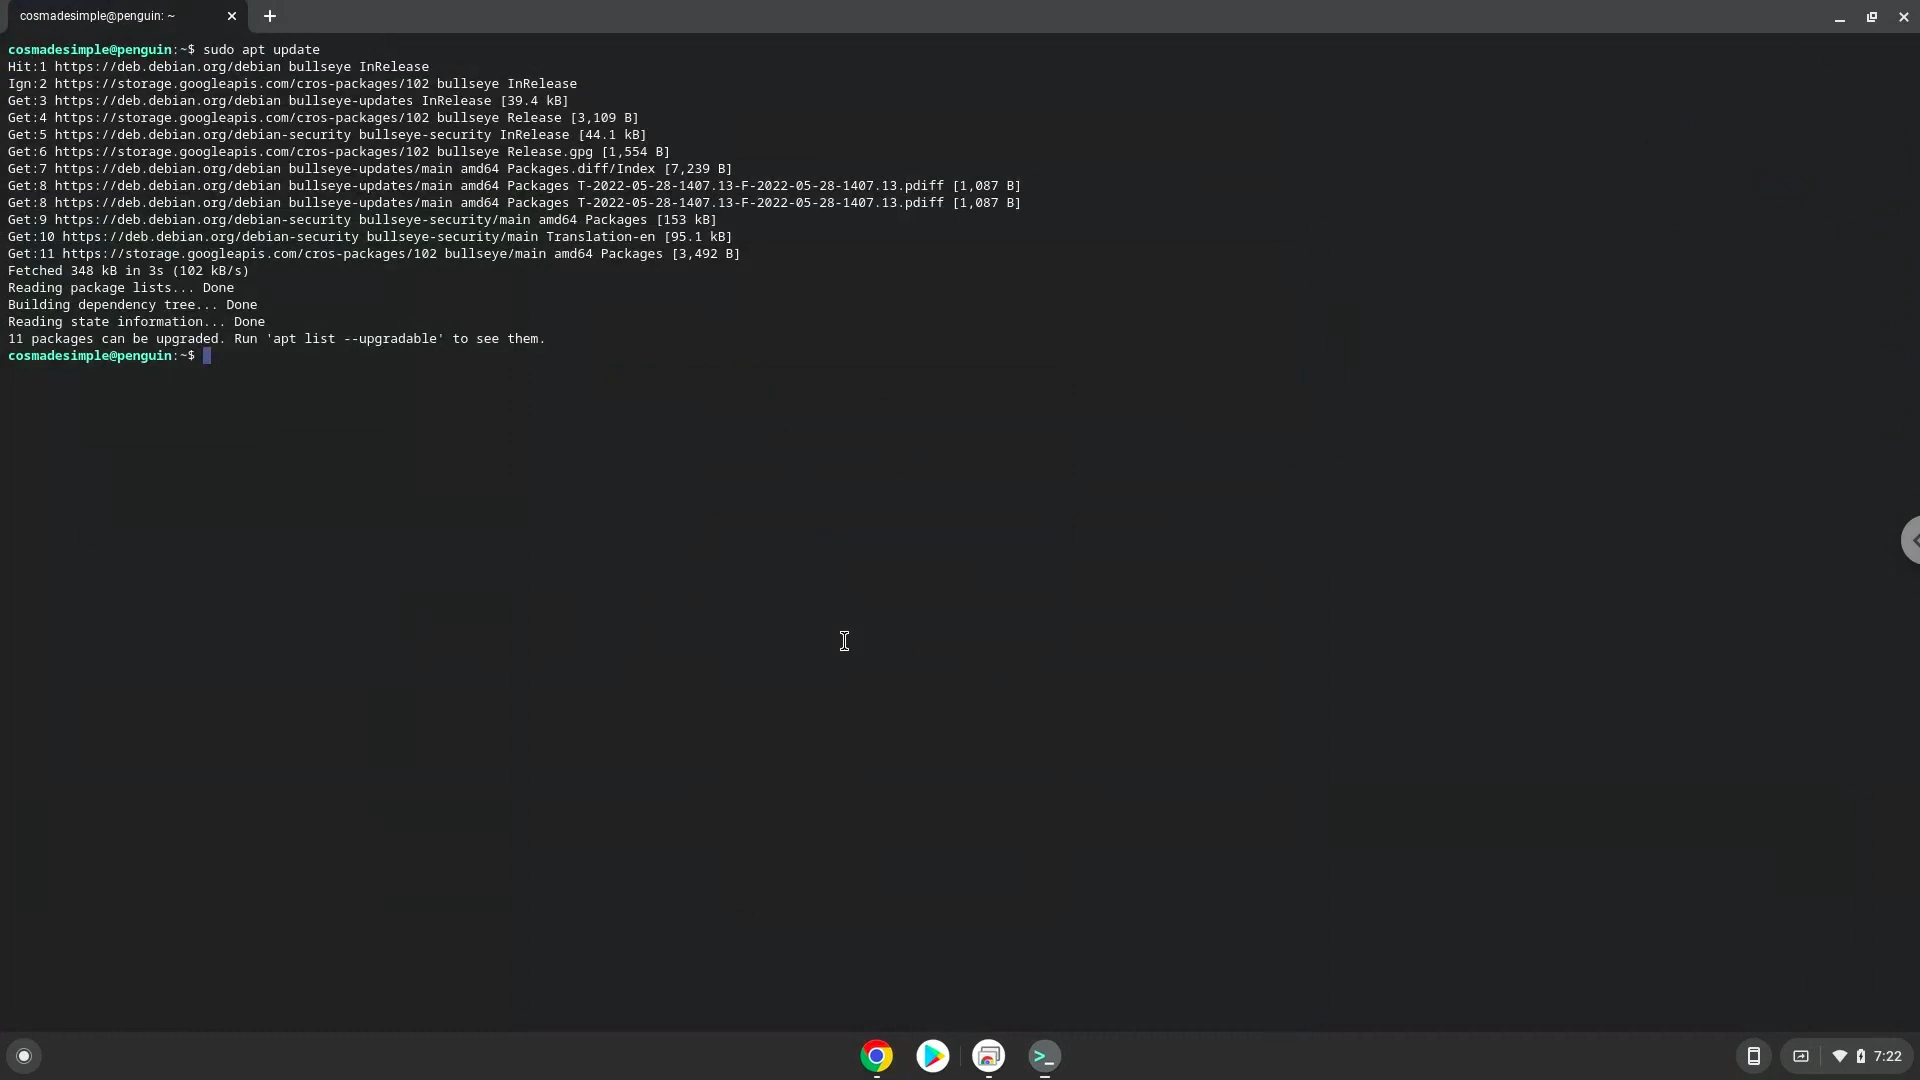 cosmadesimple@penguin: ~
cosmadesimple@penguin:~$ sudo apt update
Hit:1 https://deb.debian.org/debian bullseye InRelease
Ign:2 https://storage.googleapis.com/cros-packages/102 bullseye InRelease
Get:3 https://deb.debian.org/debian bullseye-updates InRelease [39.4 kB]
Get:4 https://storage.googleapis.com/cros-packages/102 bullseye Release [3,109 B]
Get:5 https://deb.debian.org/debian-security bullseye-security InRelease [44.1 kB]
Get:6 https://storage.googleapis.com/cros-packages/102 bullseye Release.gpg [1,554 B]
Get:7 https://deb.debian.org/debian bullseye-updates/main amd64 Packages.diff/Index [7,239 B]
Get:8 https://deb.debian.org/debian bullseye-updates/main amd64 Packages T-2022-05-28-1407.13-F-2022-05-28-1407.13.pdiff [1,087 B]
Get:8 https://deb.debian.org/debian bullseye-updates/main amd64 Packages T-2022-05-28-1407.13-F-2022-05-28-1407.13.pdiff [1,087 B]
Get:9 https://deb.debian.org/debian-security bullseye-security/main amd64 Packages [153 kB]
Get:10 https://deb.debian.org/debian-security bullseye-security/main Translation-en [95.1 kB]
Get:11 https://storage.googleapis.com/cros-packages/102 bullseye/main amd64 Packages [3,492 B]
Fetched 348 kB in 3s (102 kB/s)
Reading package lists... Done
Building dependency tree... Done
Reading state information... Done
11 packages can be upgraded. Run 'apt list --upgradable' to see them.
cosmadesimple@penguin:~$
7:22